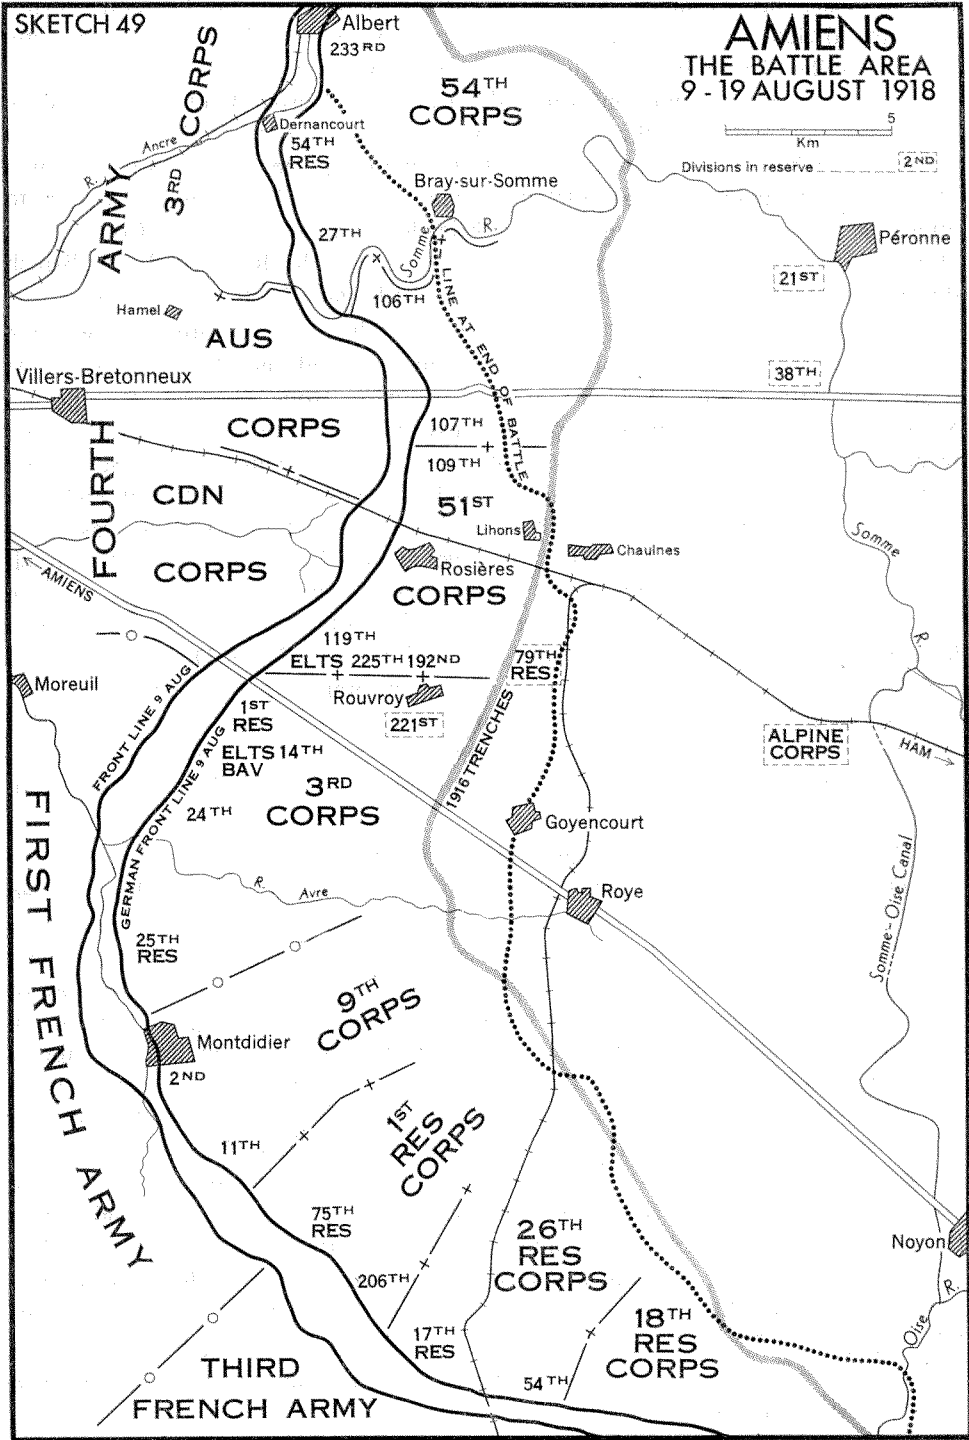 SKETCH 49
AMIENS
THE BATTLE AREA
9 - 19 AUGUST 1918
5
Km
Divisions in reserve 2ND
Albert
233RD
3RD CORPS
54TH
CORPS
R. Ancre
Dernancourt
54TH
RES
Bray-sur-Somme
Somme R.
Péronne
21ST
27TH
106TH
Hamel
AUS
CORPS
FOURTH ARMY
LINE AT END OF BATTLE
Villers-Bretonneux
38TH
107TH
109TH
CDN
CORPS
51ST
CORPS
Lihons
Chaulnes
Rosières
Somme R.
← AMIENS
119TH
ELTS 225TH 192ND
79TH
RES
Moreuil
Rouvroy
221ST
1ST
RES
ELTS 14TH
BAV
FRONT LINE 9 AUG
GERMAN FRONT LINE 9 AUG
1916 TRENCHES
ALPINE
CORPS
HAM →
24TH
3RD
CORPS
Goyencourt
R. Avre
Roye
Somme-Oise Canal
25TH
RES
9TH
CORPS
Montdidier
2ND
FIRST FRENCH ARMY
11TH
1ST
RES
CORPS
75TH
RES
206TH
26TH
RES
CORPS
Noyon
Oise R.
17TH
RES
18TH
RES
CORPS
54TH
THIRD
FRENCH ARMY